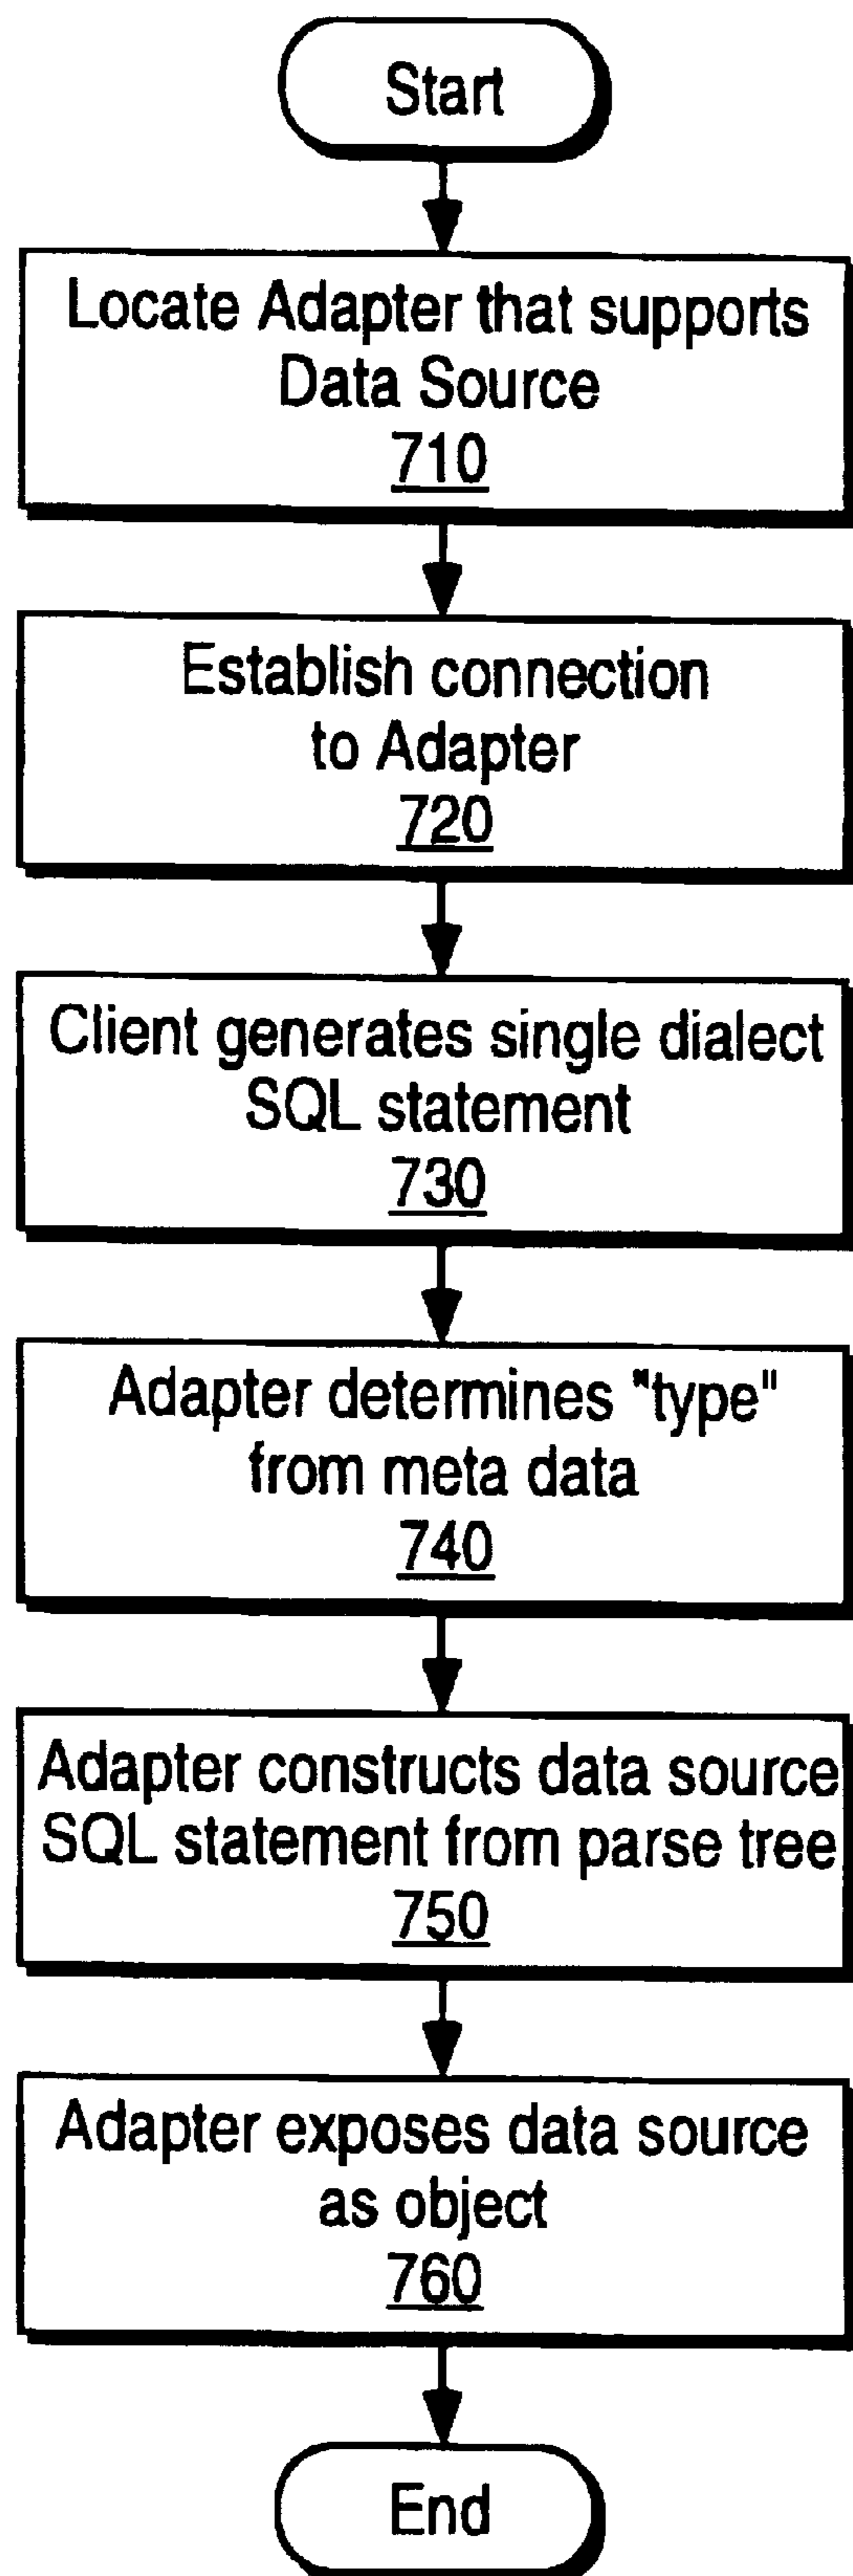 Start
Locate Adapter that supports
Data Source
710
Establish connection
to Adapter
720
Client generates single dialect
SQL statement
730
Adapter determines "type"
from meta data
740
Adapter constructs data source
SQL statement from parse tree
750
Adapter exposes data source
as object
760
End